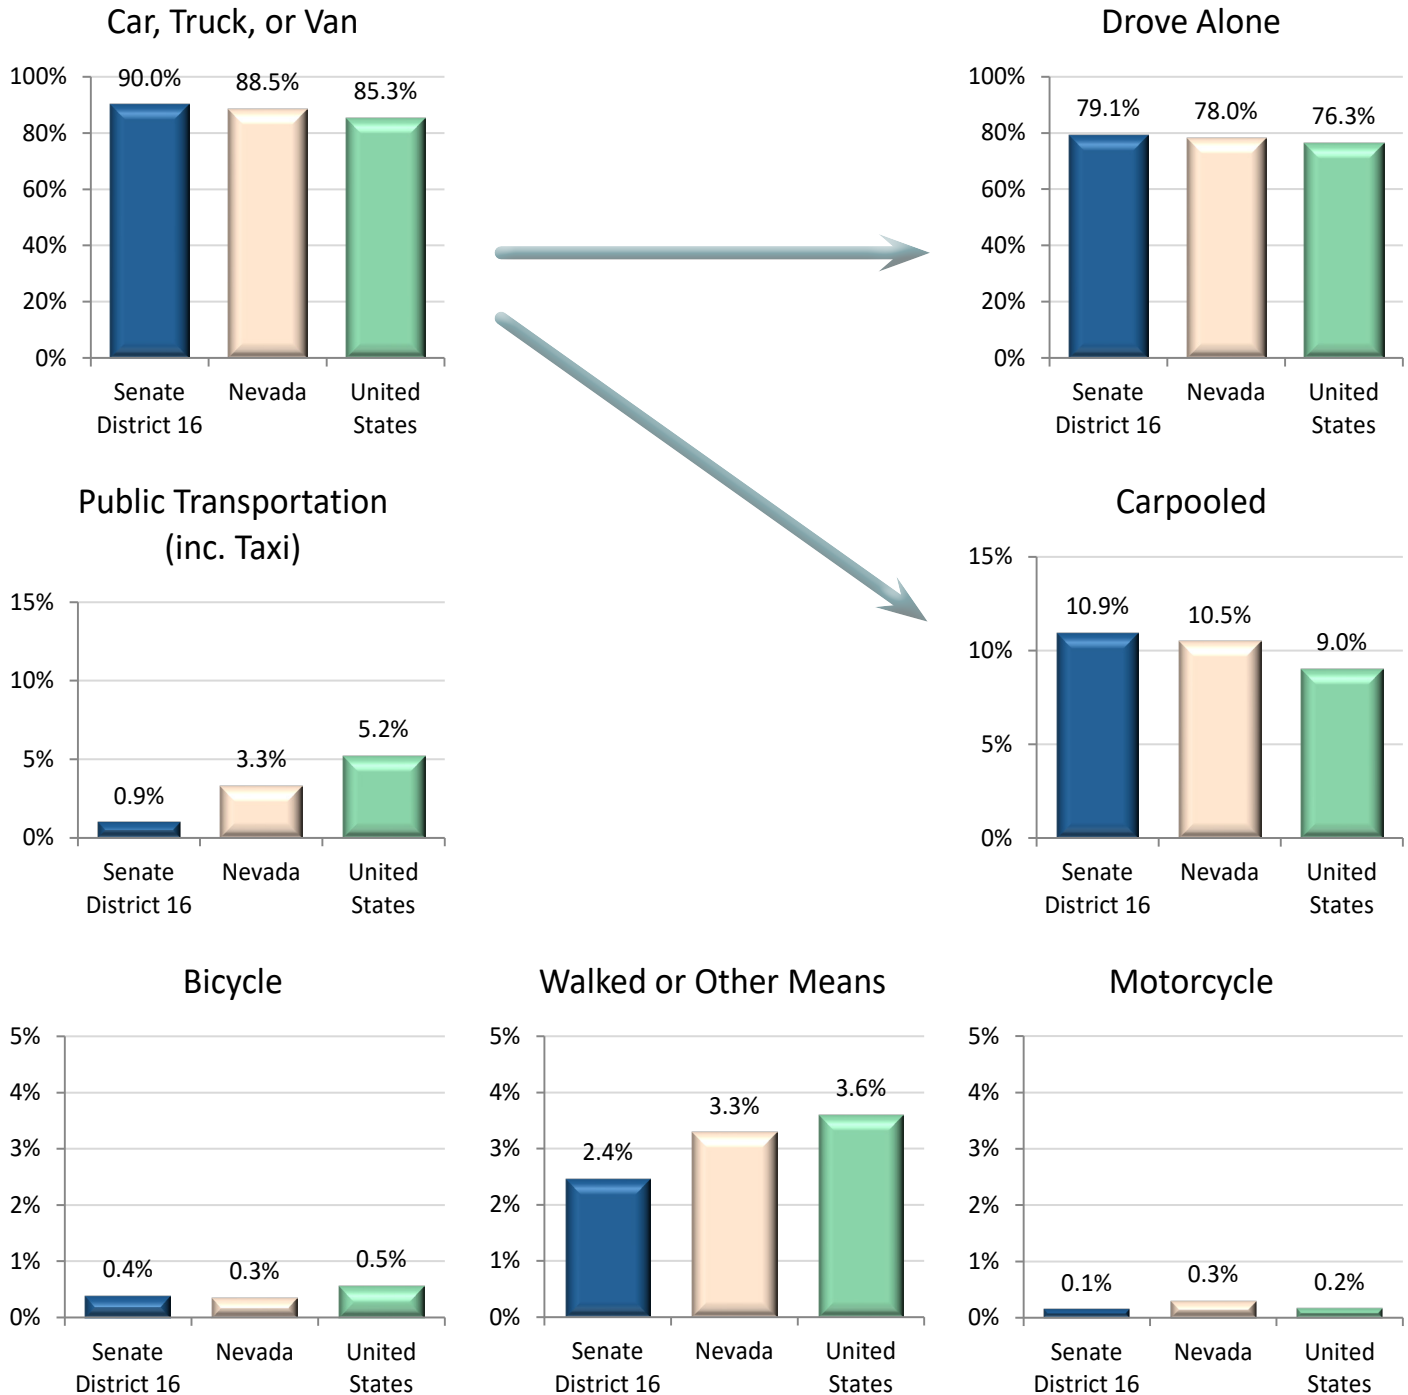 Car, Truck, or Van
100%
80%
60%
40%
20%
0%
90.0%
88.5%
85.3%
Senate
District 16
Nevada
United
States
Drove Alone
100%
80%
60%
40%
20%
0%
79.1%
78.0%
76.3%
Senate
District 16
Nevada
United
States
Public Transportation
(inc. Taxi)
15%
10%
5%
0%
0.9%
3.3%
5.2%
Senate
District 16
Nevada
United
States
Carpooled
15%
10%
5%
0%
10.9%
10.5%
9.0%
Senate
District 16
Nevada
United
States
Bicycle
5%
4%
3%
2%
1%
0%
0.4%
0.3%
0.5%
Senate
District 16
Nevada
United
States
Walked or Other Means
5%
4%
3%
2%
1%
0%
2.4%
3.3%
3.6%
Senate
District 16
Nevada
United
States
Motorcycle
5%
4%
3%
2%
1%
0%
0.1%
0.3%
0.2%
Senate
District 16
Nevada
United
States